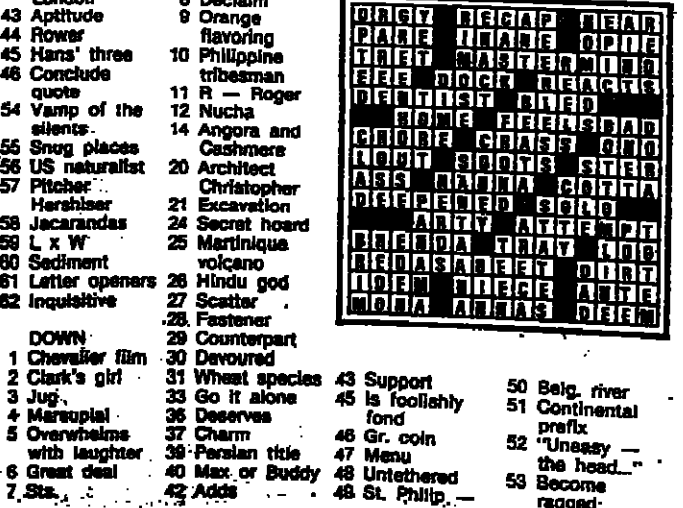 London
43 Aptitude
44 Rower
45 Hans' three
46 Conclude
quote
54 Vamp of the
silents
55 Snug places
56 US naturalist
57 Pitcher
Hershiser
58 Jacarandas
59 L x W
60 Sediment
61 Letter openers
62 Inquisitive
DOWN
1 Chevalier film
2 Clark's girl
3 Jug
4 Marsupial
5 Overwhelms
with laughter
6 Great deal
7 Sts.
8 Declaim
9 Orange
flavoring
10 Philippine
tribesman
11 R — Roger
12 Nucha
14 Angora and
Cashmere
20 Architect
Christopher
21 Excavation
24 Secret hoard
25 Martinique
volcano
26 Hindu god
27 Scatter
28 Fastener
29 Counterpart
30 Devoured
31 Wheat species
33 Go it alone
36 Deserves
37 Charm
39 Persian title
40 Max or Buddy
42 Adds
43 Support
45 Is foolishly
fond
46 Gr. coin
47 Menu
48 Untethered
49 St. Philip —
50 Belg. river
51 Continental
prefix
52 "Uneasy —
the head..."
53 Become
ragged
ORGY RECAP NEAR
PARE INANE OPIE
TRET MASTERMIND
EEE DOCK REACTS
DENTIST BLED
HOME FEELSBAD
CHORE CRASS ONO
LOUT SOOTS STER
ASS MANNA COTTA
DEEPENED SOLO
ARTY ATTEMPT
BRENDA TRAY LOG
REDASABEET DIRT
IDEM NIECE ANTE
MONA ANNAS DEEM